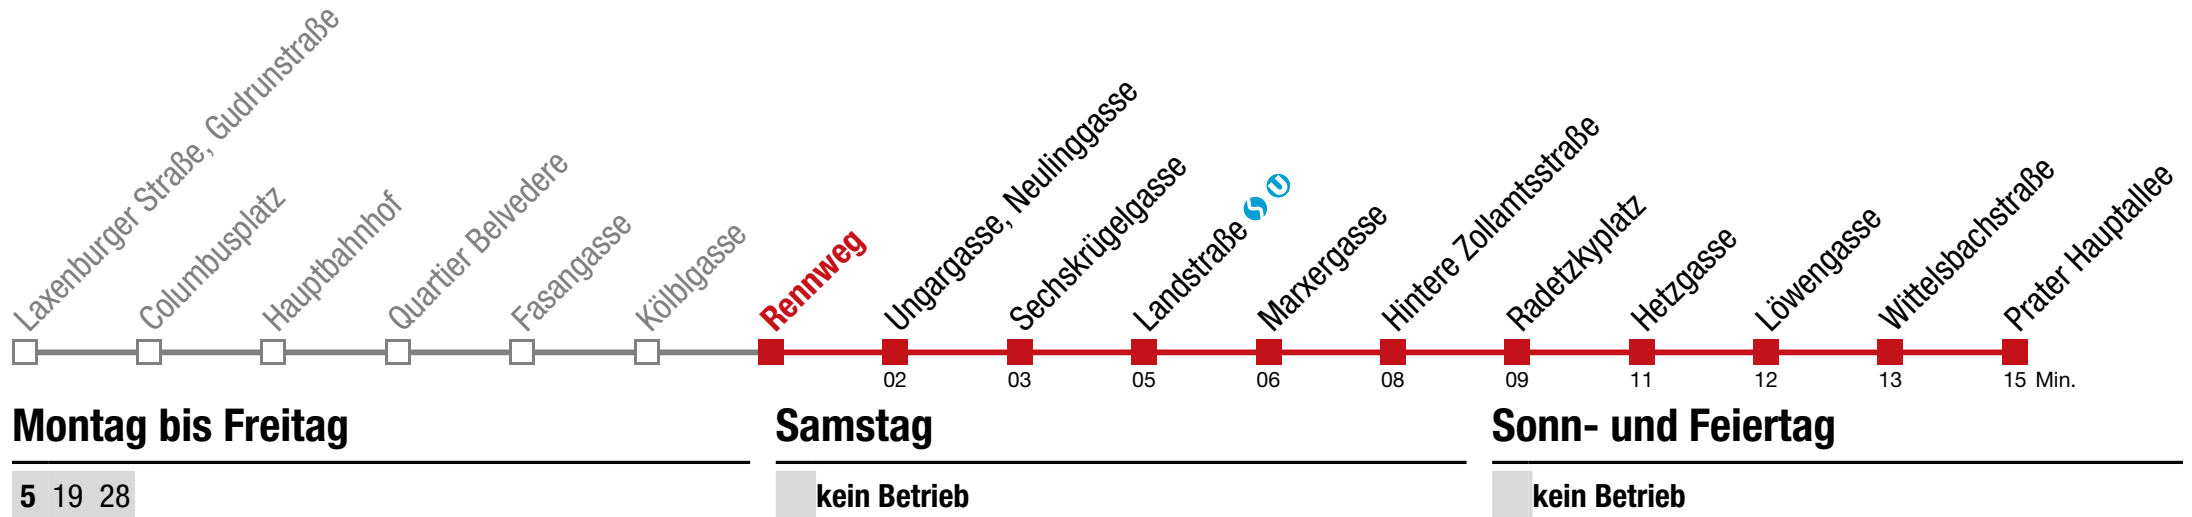 Laxenburger Straße, Gudrunstraße
Columbusplatz
Hauptbahnhof
Quartier Belvedere
Fasangasse
Kölblgasse
Rennweg
Ungargasse, Neulinggasse
Sechskrügelgasse
Landstraße S U
Marxergasse
Hintere Zollamtsstraße
Radetzkyplatz
Hetzgasse
Löwengasse
Wittelsbachstraße
Prater Hauptallee
02 03 05 06 08 09 11 12 13 15 Min.
Montag bis Freitag
5 19 28
Samstag
kein Betrieb
Sonn- und Feiertag
kein Betrieb